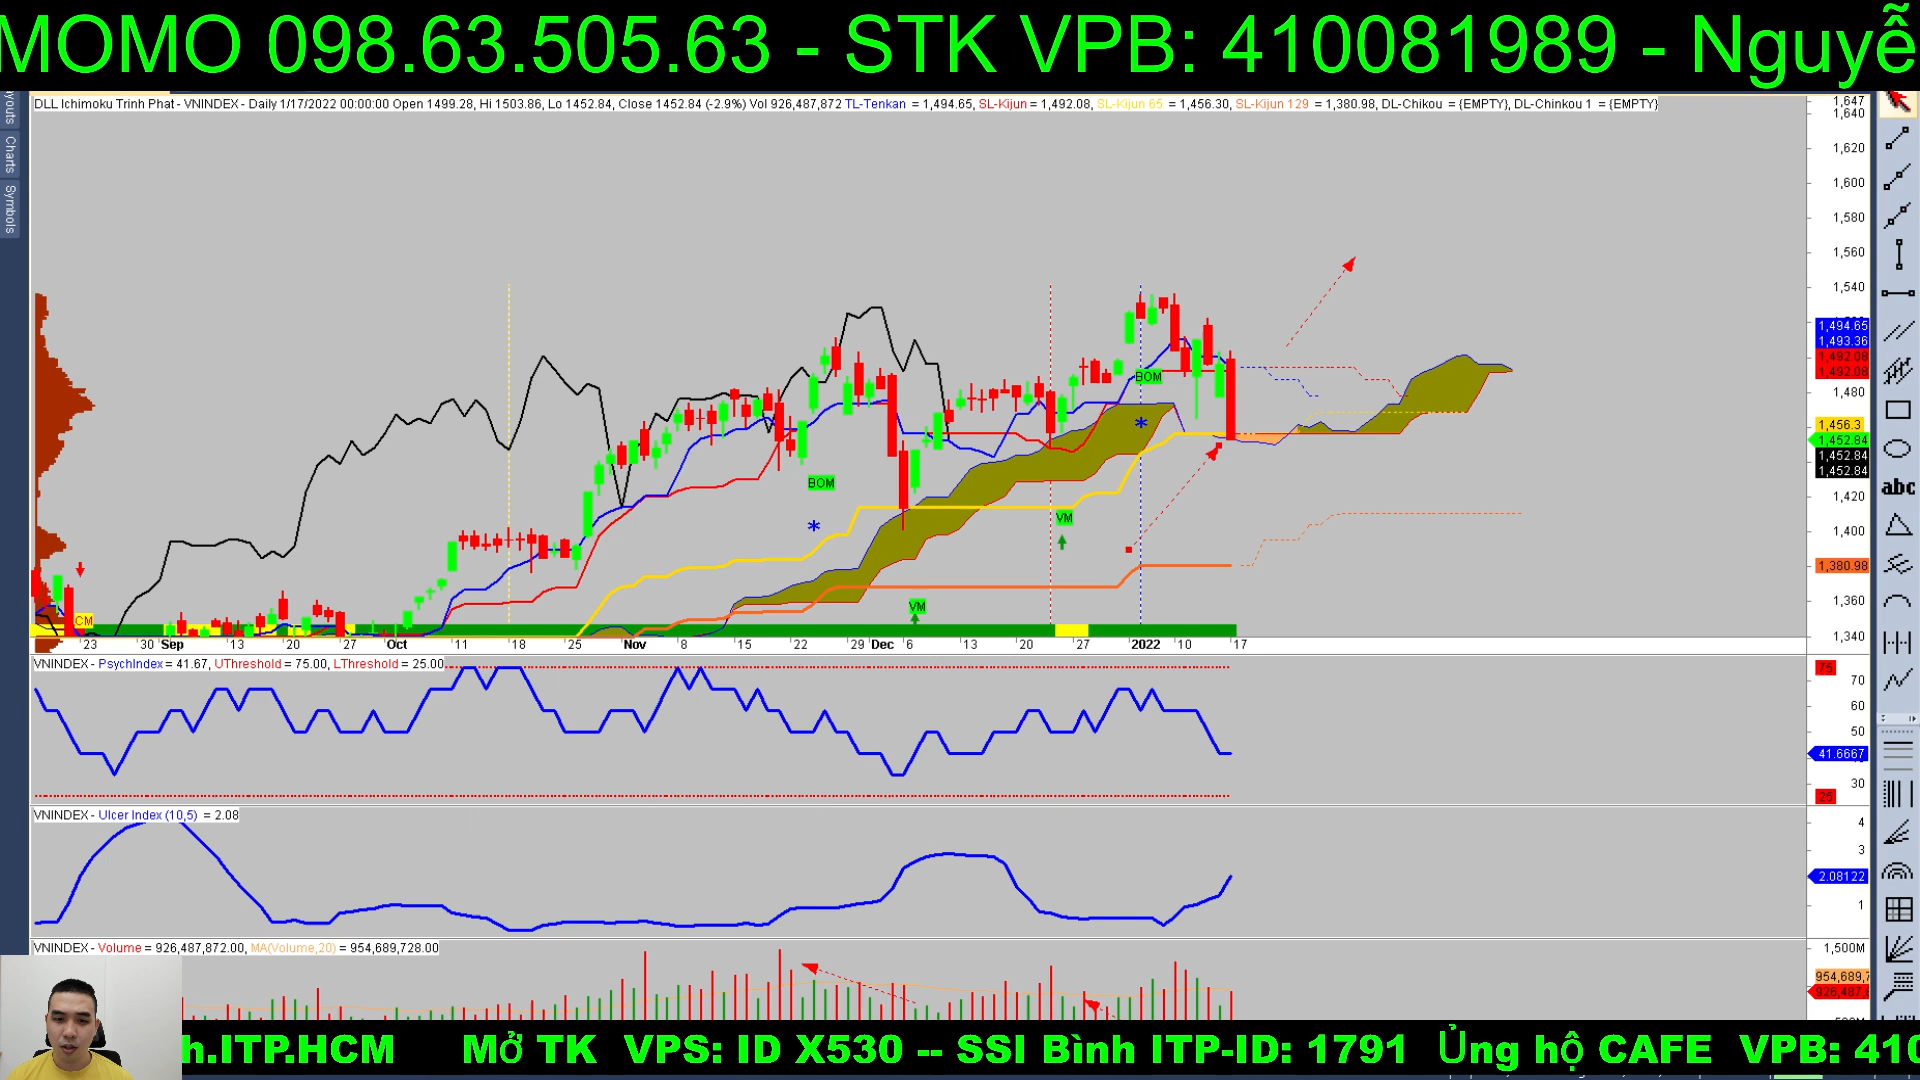 MOMO 098.63.505.63 - STK VPB: 410081989 - Nguyễ
DLL Ichimoku Trinh Phat - VNINDEX - Daily 1/17/2022 00:00:00 Open 1499.28, Hi 1503.86, Lo 1452.84, Close 1452.84 (-2.9%) Vol 926,487,872 TL-Tenkan = 1,494.65, SL-Kijun = 1,492.08, SL-Kijun 65 = 1,456.30, SL-Kijun 129 = 1,380.98, DL-Chikou = {EMPTY}, DL-Chinkou 1 = {EMPTY}
youts
Charts
Symbols
1,647
1,640
1,620
1,600
1,580
1,560
1,540
1,494.65
1,493.36
1,492.08
1,492.08
1,480
1,456.3
1,452.84
1,452.84
1,452.84
1,420
1,400
1,380.98
1,360
1,340
abc
BOM
BOM
VM
VM
CM
*
*
23 30 Sep 13 20 27 Oct 11 18 25 Nov 8 15 22 29 Dec 6 13 20 27 2022 10 17
VNINDEX - PsychIndex = 41.67, UThreshold = 75.00, LThreshold = 25.00
75
70
60
50
41.6667
30
25
VNINDEX - Ulcer Index (10,5) = 2.08
4
3
2.08122
1
VNINDEX - Volume = 926,487,872.00, MA(Volume,20) = 954,689,728.00
1,500M
954,689,7
926,487,8
h.ITP.HCM Mở TK VPS: ID X530 -- SSI Bình ITP-ID: 1791 Ủng hộ CAFE VPB: 410